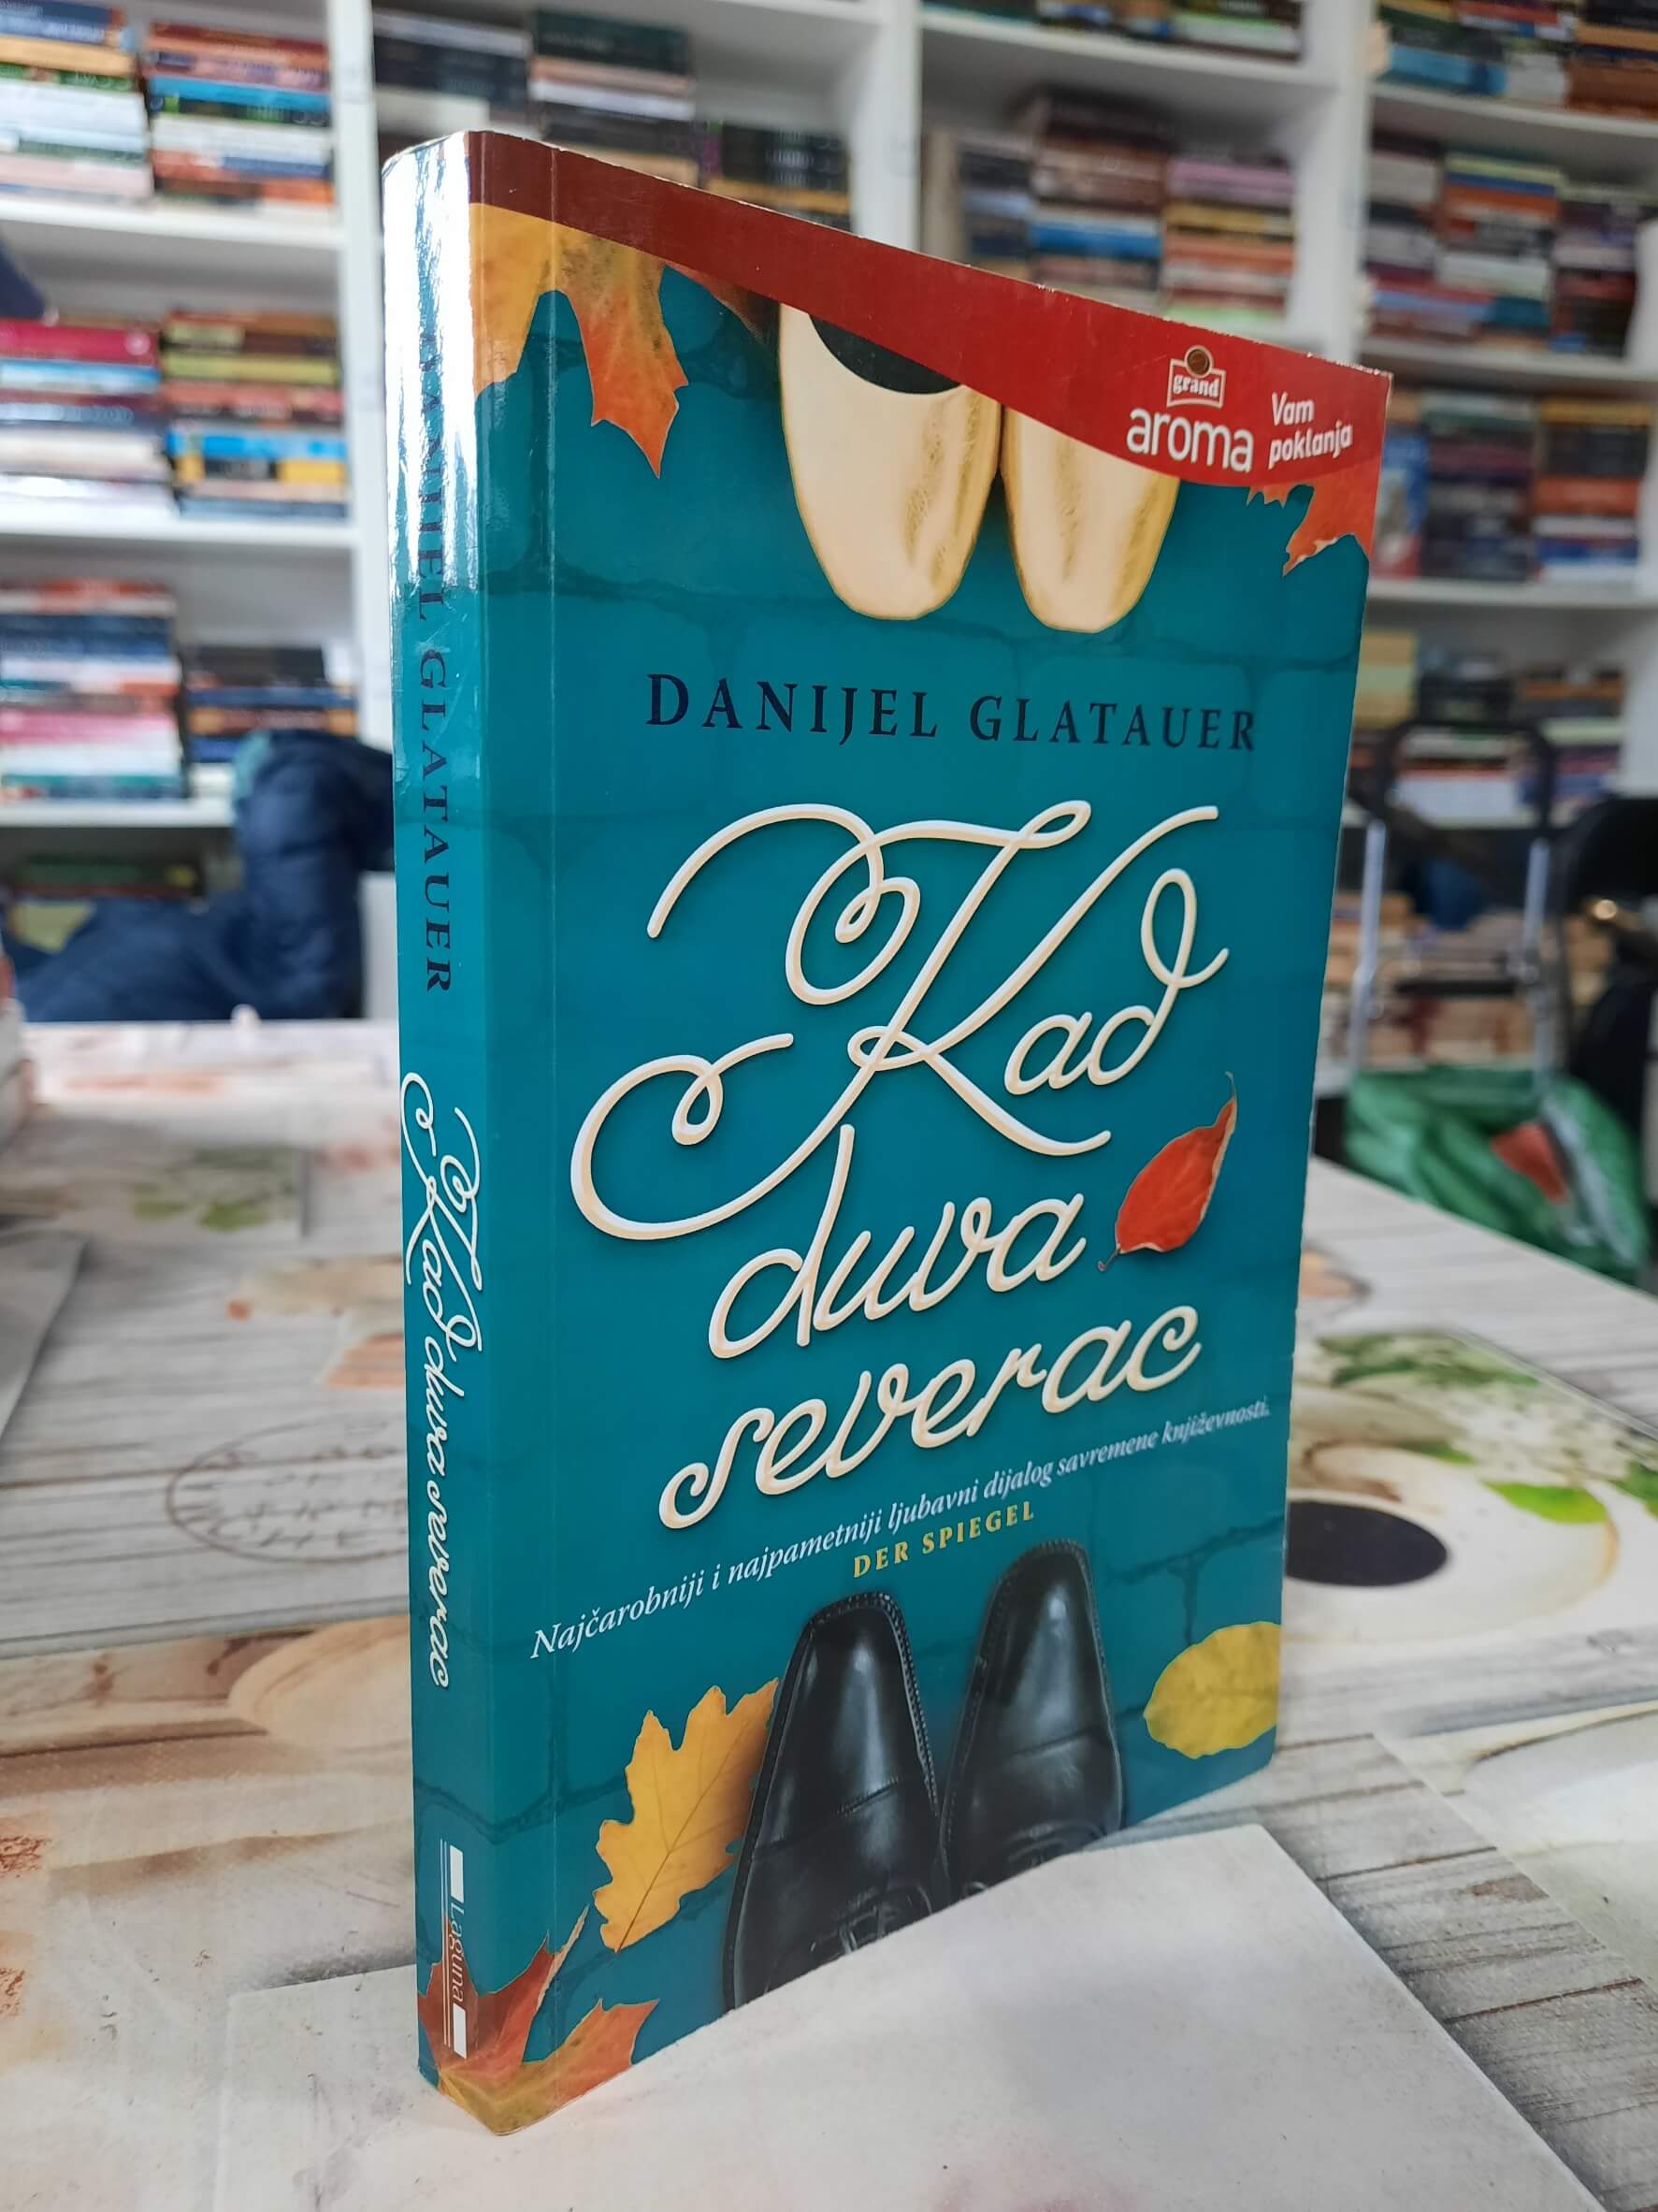 grand
aroma
Vam
poklanja
DANIJEL GLATAUER
Kad
duva
severac
Najčarobniji i najpametniji ljubavni dijalog savremene književnosti.
DER SPIEGEL
DANIJEL GLATAUER
Kad duva severac
Laguna